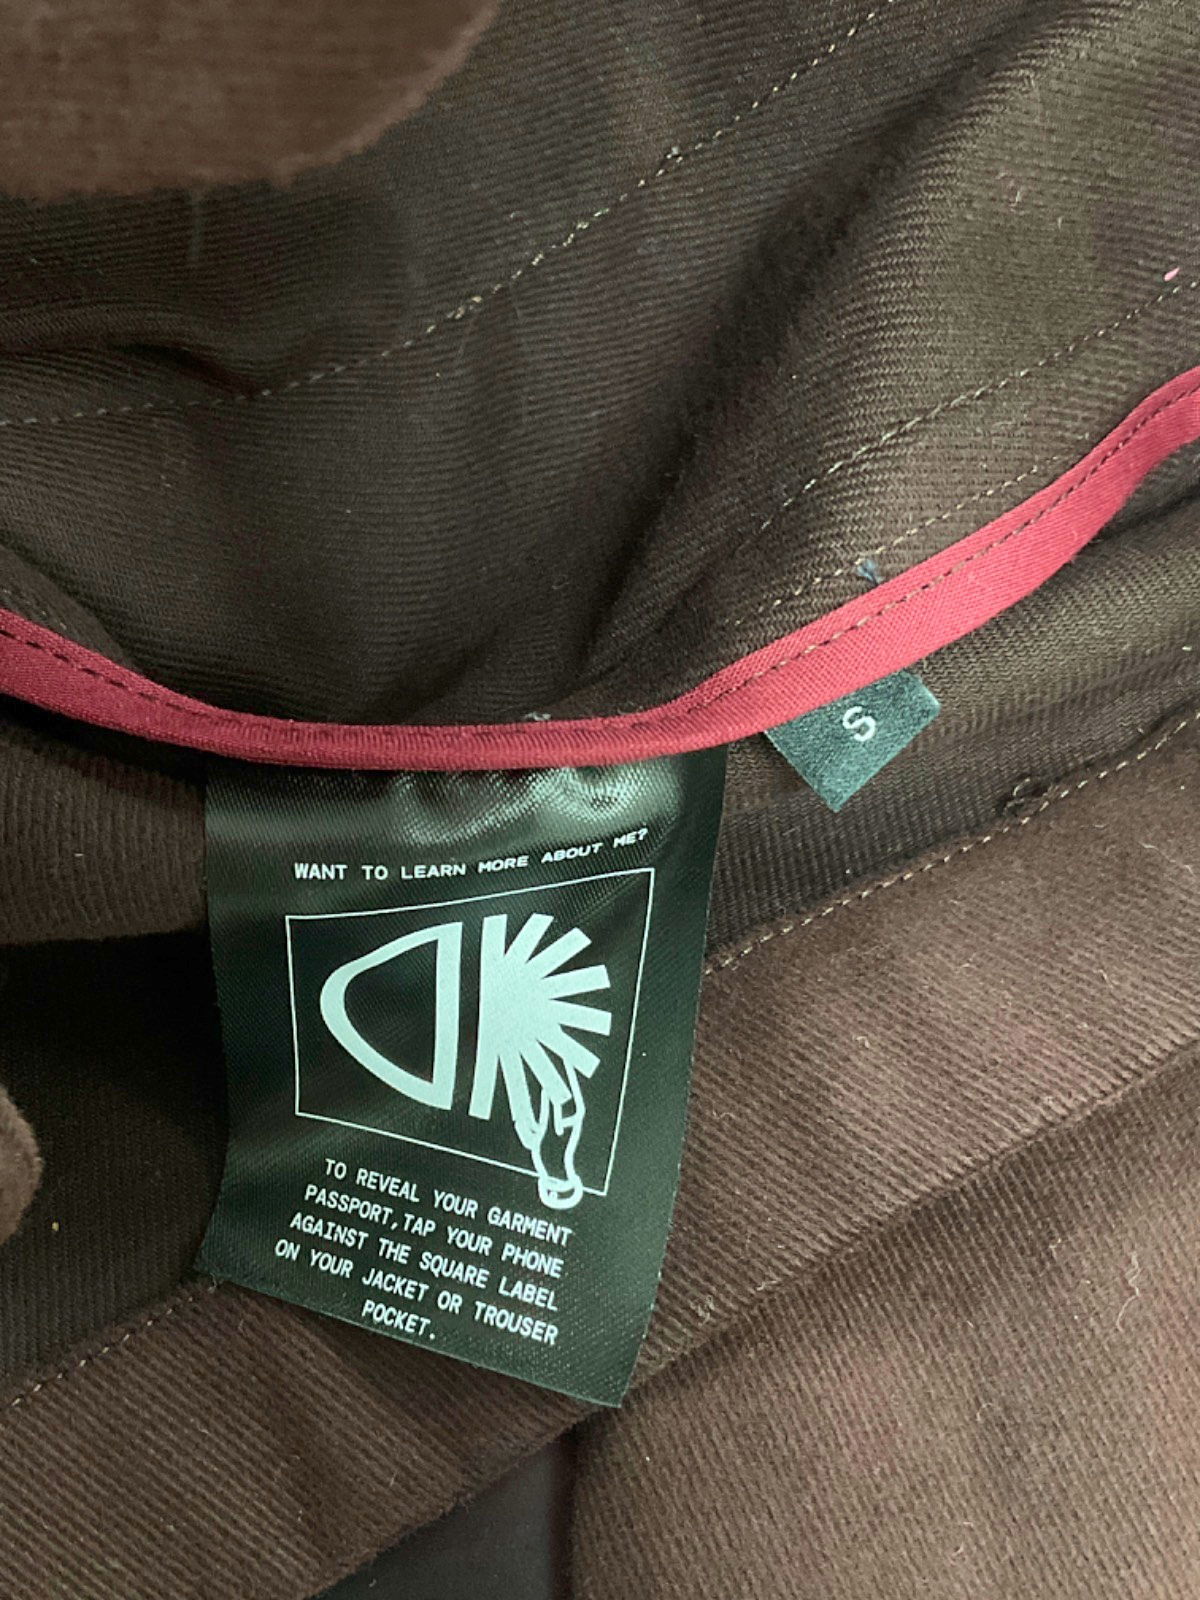 S
WANT TO LEARN MORE ABOUT ME?
TO REVEAL YOUR GARMENT
PASSPORT, TAP YOUR PHONE
AGAINST THE SQUARE LABEL
ON YOUR JACKET OR TROUSER
POCKET.